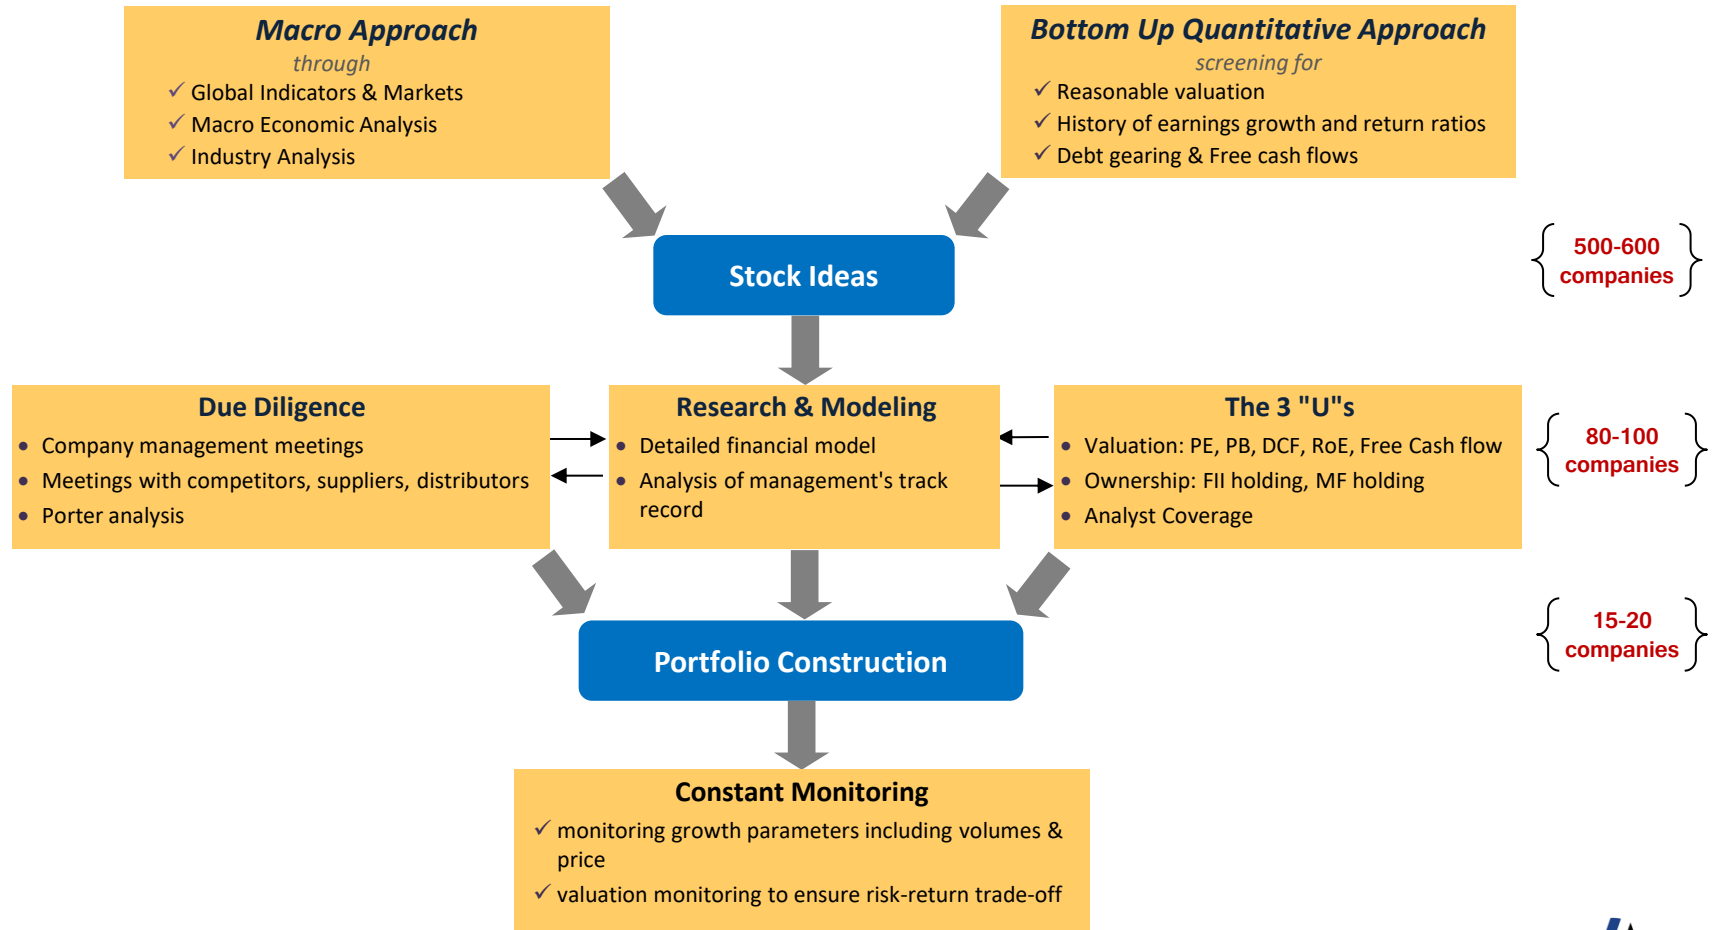 Macro Approach
through
✓ Global Indicators & Markets
✓ Macro Economic Analysis
✓ Industry Analysis
Bottom Up Quantitative Approach
screening for
✓ Reasonable valuation
✓ History of earnings growth and return ratios
✓ Debt gearing & Free cash flows
Stock Ideas
500-600
companies
Due Diligence
• Company management meetings
• Meetings with competitors, suppliers, distributors
• Porter analysis
Research & Modeling
• Detailed financial model
• Analysis of management's track
record
The 3 "U"s
• Valuation: PE, PB, DCF, RoE, Free Cash flow
• Ownership: FII holding, MF holding
• Analyst Coverage
80-100
companies
Portfolio Construction
15-20
companies
Constant Monitoring
✓ monitoring growth parameters including volumes &
price
✓ valuation monitoring to ensure risk-return trade-off